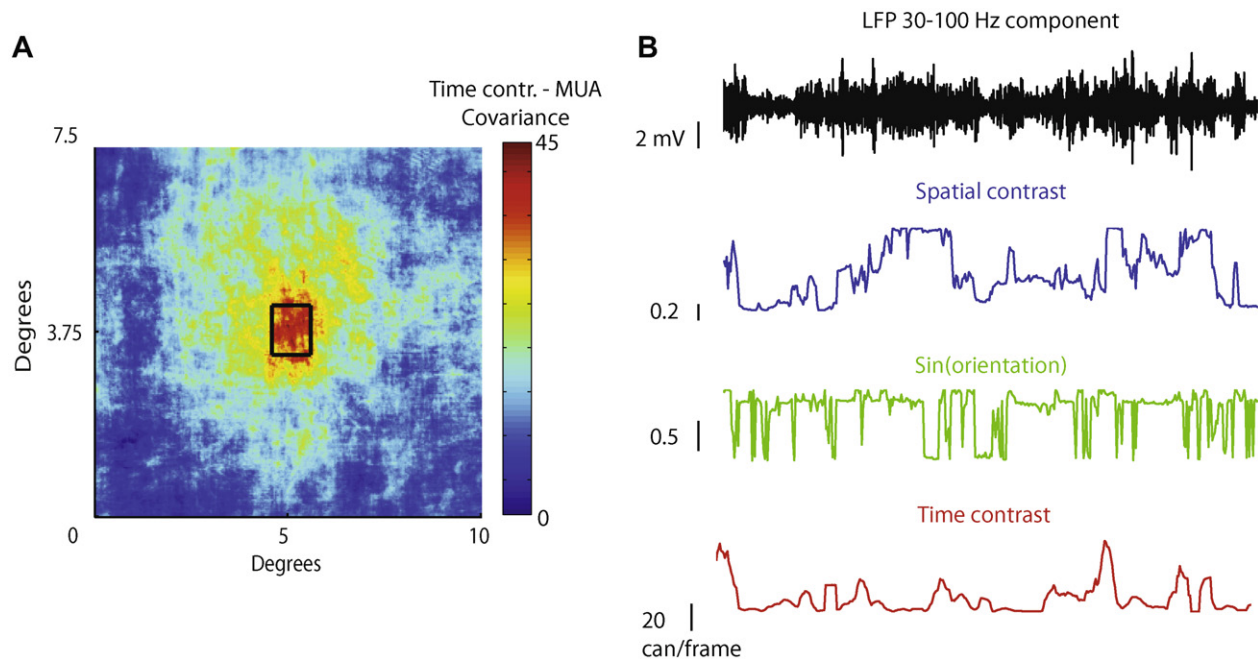 A
Time contr. - MUA
Covariance
7.5
45
Degrees
3.75
0
5
10
0
Degrees
B
LFP 30-100 Hz component
2 mV
Spatial contrast
0.2
Sin(orientation)
0.5
Time contrast
20
can/frame